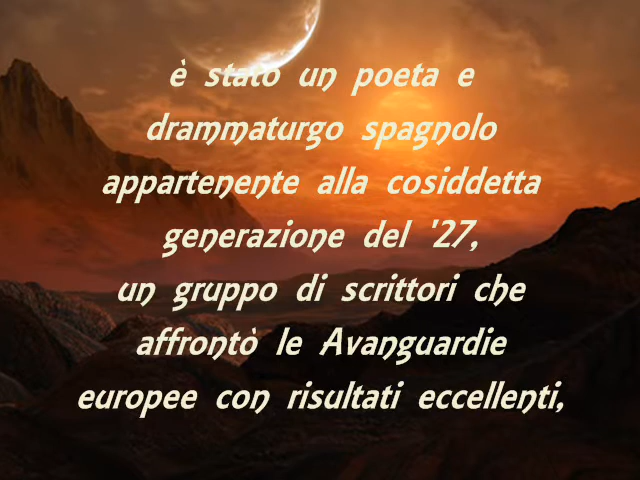 è stato un poeta e
drammaturgo spagnolo
appartenente alla cosiddetta
generazione del '27,
un gruppo di scrittori che
affrontò le Avanguardie
europee con risultati eccellenti,